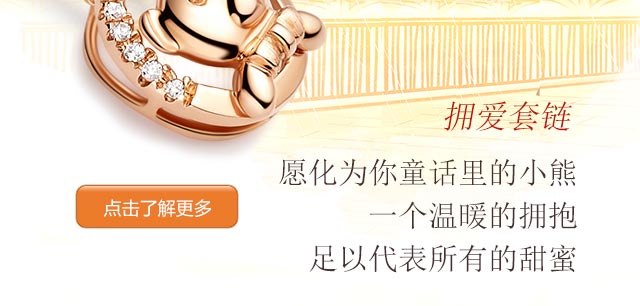 拥爱套链
愿化为你童话里的小熊
一个温暖的拥抱
足以代表所有的甜蜜
点击了解更多